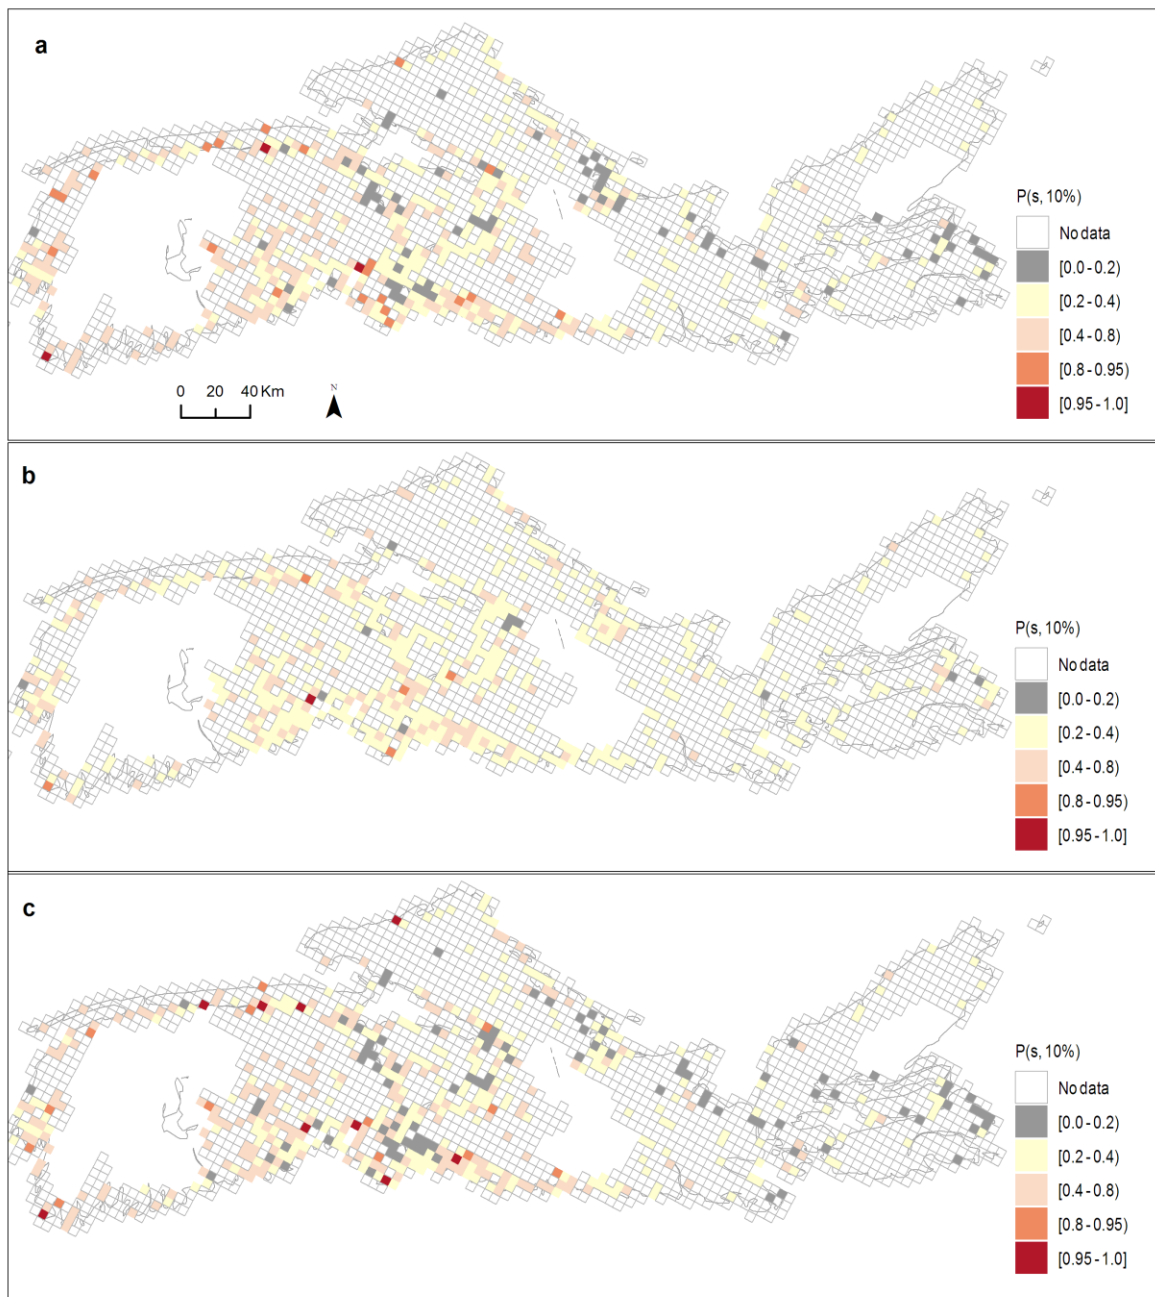 a
P(s, 10%)
No data
[0.0 - 0.2)
[0.2 - 0.4)
[0.4 - 0.8)
[0.8 - 0.95)
[0.95 - 1.0]
0 20 40 Km
N
b
P(s, 10%)
No data
[0.0 - 0.2)
[0.2 - 0.4)
[0.4 - 0.8)
[0.8 - 0.95)
[0.95 - 1.0]
c
P(s, 10%)
No data
[0.0 - 0.2)
[0.2 - 0.4)
[0.4 - 0.8)
[0.8 - 0.95)
[0.95 - 1.0]